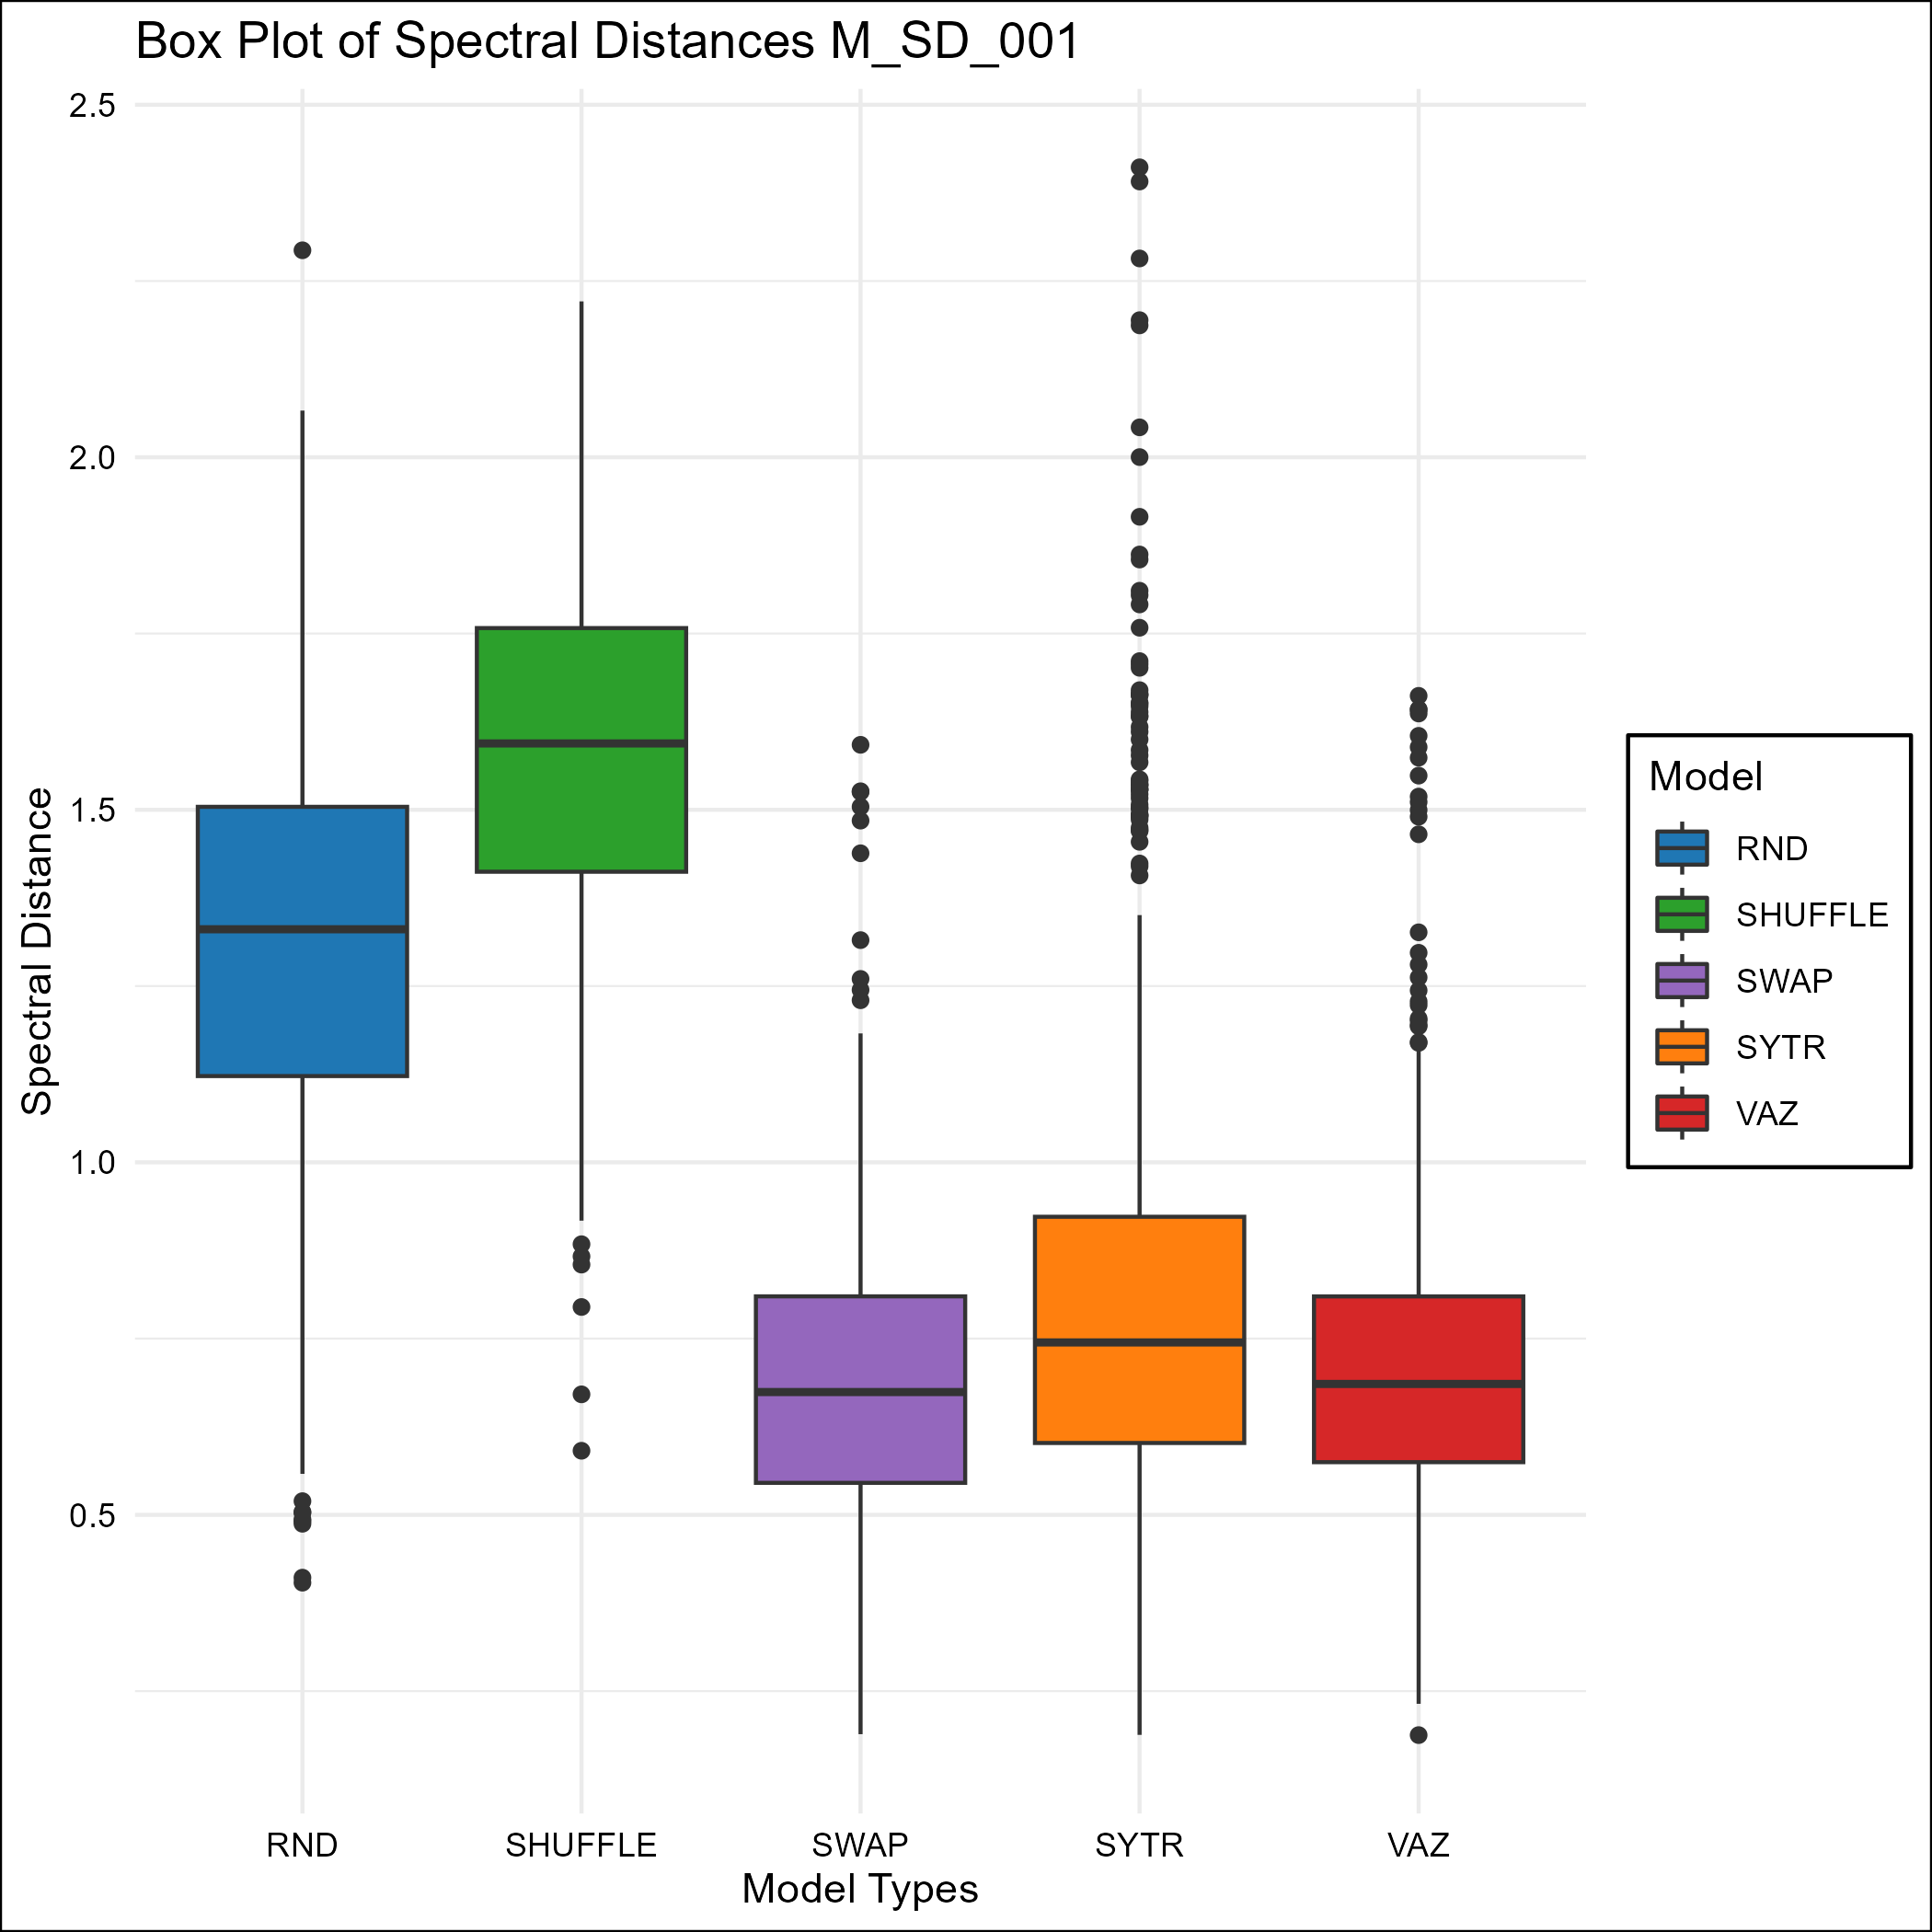 Box Plot of Spectral Distances M_SD_001
2.5
2.0
1.5
1.0
0.5
Spectral Distance
RND
SHUFFLE
SWAP
SYTR
VAZ
Model Types
Model
RND
SHUFFLE
SWAP
SYTR
VAZ